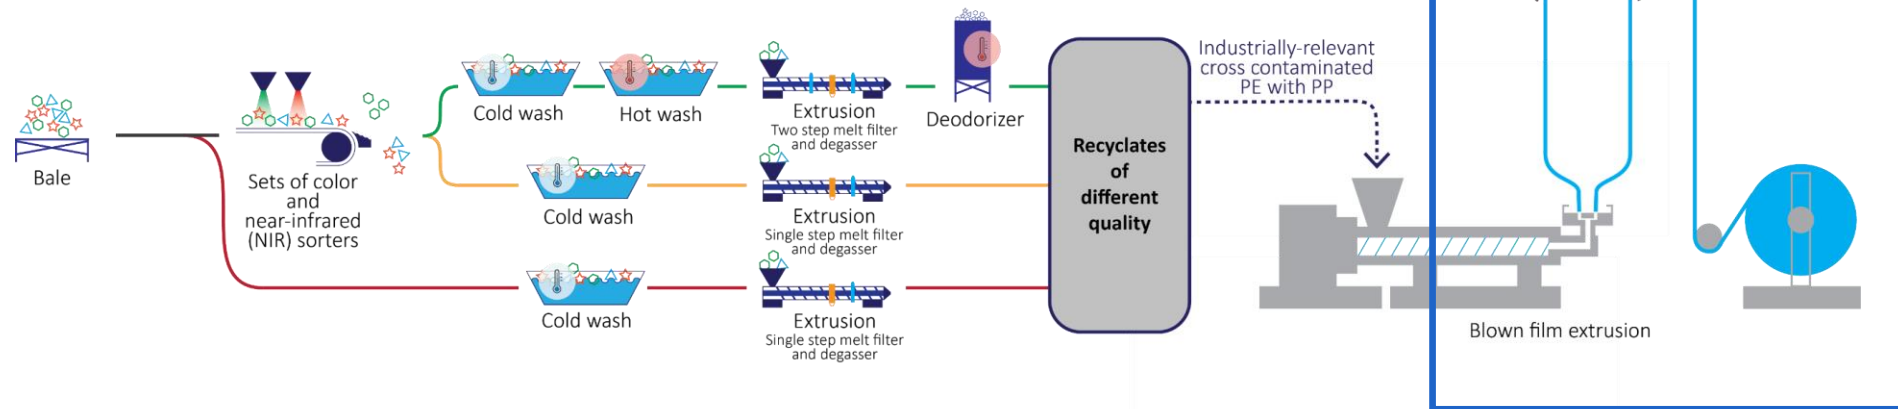 Bale
Sets of color
and
near-infrared
(NIR) sorters
Cold wash
Hot wash
Extrusion
Two step melt filter
and degasser
Deodorizer
Cold wash
Extrusion
Single step melt filter
and degasser
Cold wash
Extrusion
Single step melt filter
and degasser
Recyclates
of
different
quality
Industrially-relevant
cross contaminated
PE with PP
Blown film extrusion